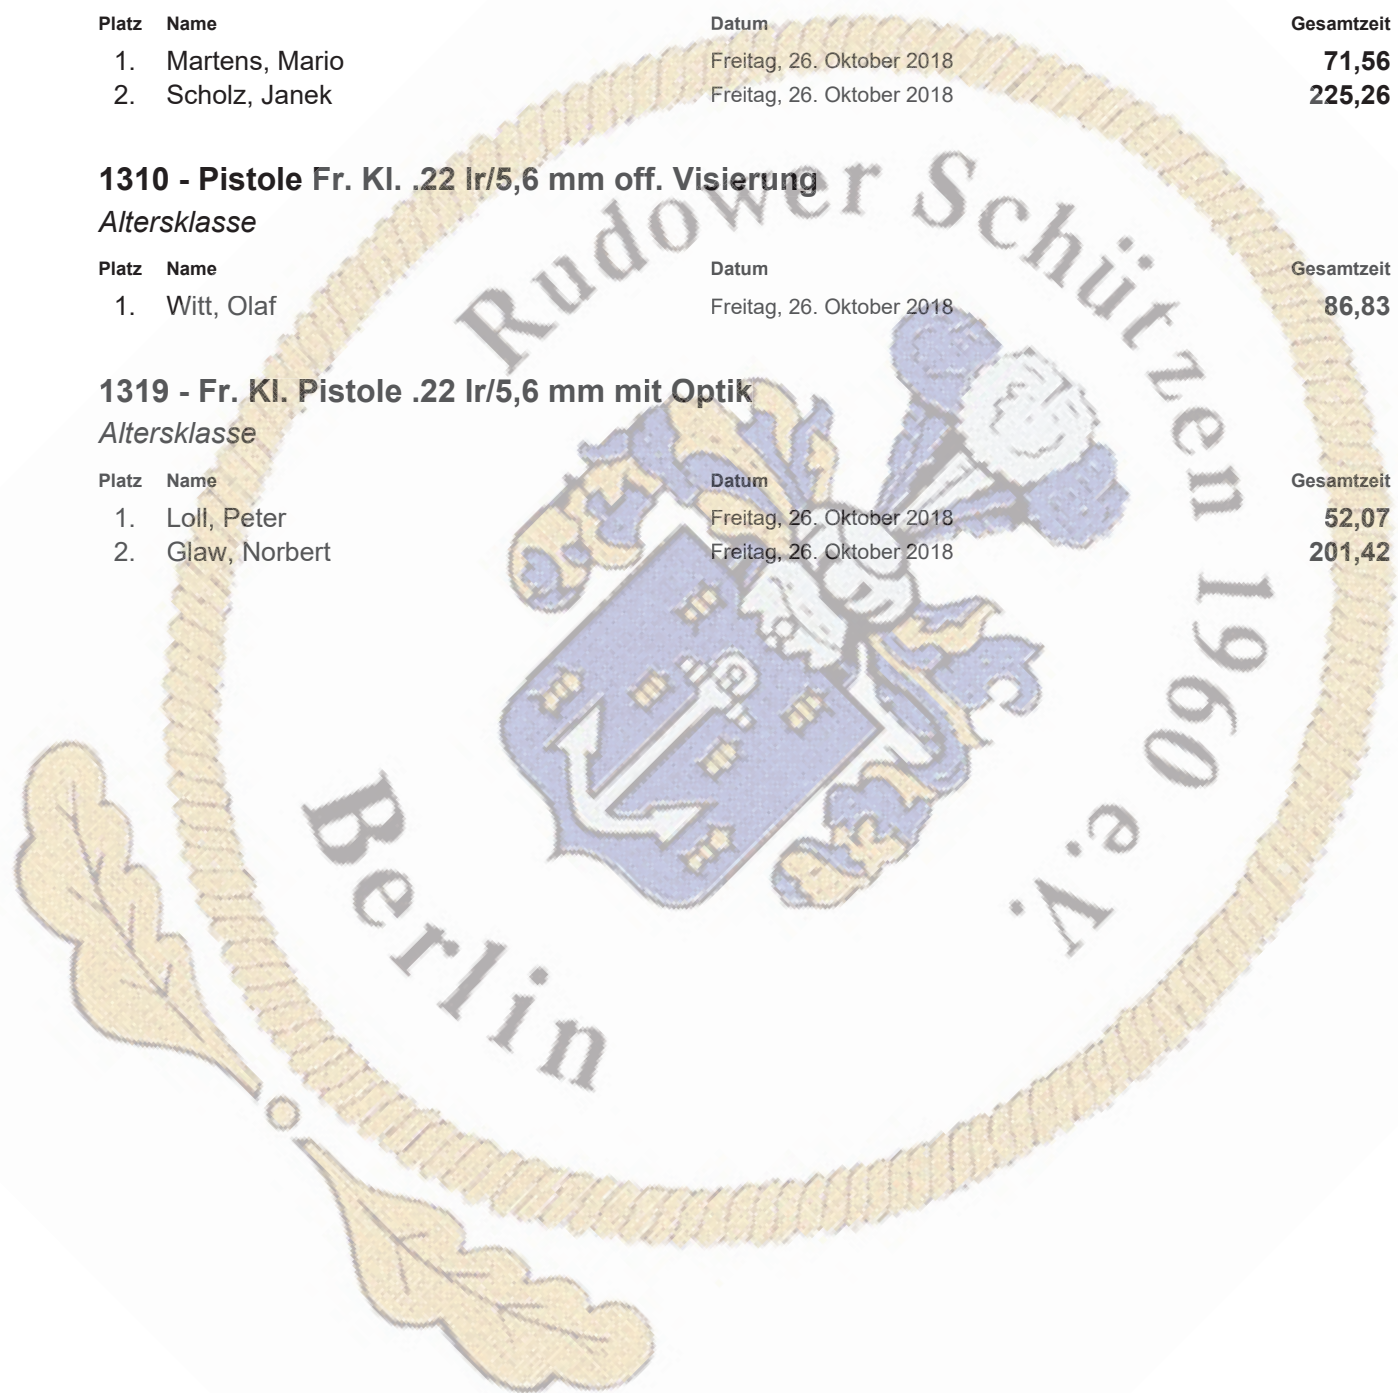 Platz Name Datum Gesamtzeit
1. Martens, Mario Freitag, 26. Oktober 2018 71,56
2. Scholz, Janek Freitag, 26. Oktober 2018 225,26
1310 - Pistole Fr. Kl. .22 lr/5,6 mm off. Visierung
Altersklasse
Platz Name Datum Gesamtzeit
1. Witt, Olaf Freitag, 26. Oktober 2018 86,83
1319 - Fr. Kl. Pistole .22 lr/5,6 mm mit Optik
Altersklasse
Platz Name Datum Gesamtzeit
1. Loll, Peter Freitag, 26. Oktober 2018 52,07
2. Glaw, Norbert Freitag, 26. Oktober 2018 201,42
Rudower Schützen 1960 e.V.
Berlin